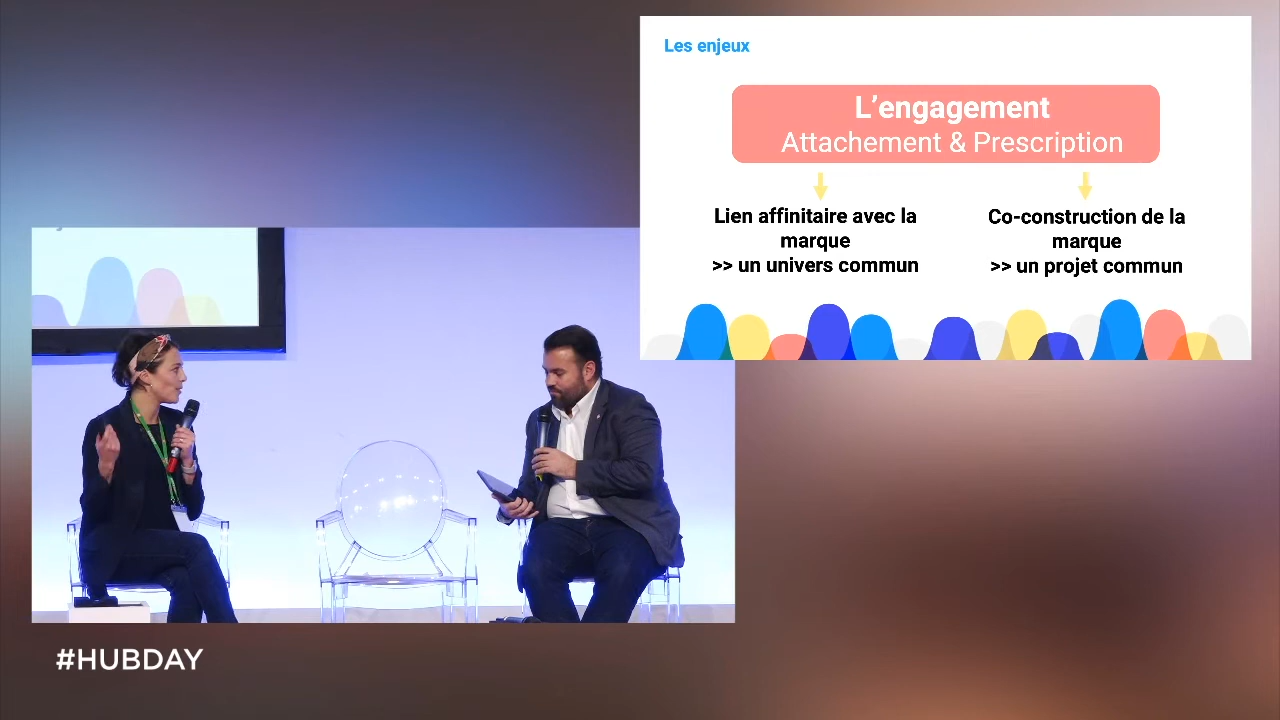 Les enjeux
L’engagement
Attachement & Prescription
Lien affinitaire avec la
marque
>> un univers commun
Co-construction de la
marque
>> un projet commun
#HUBDAY